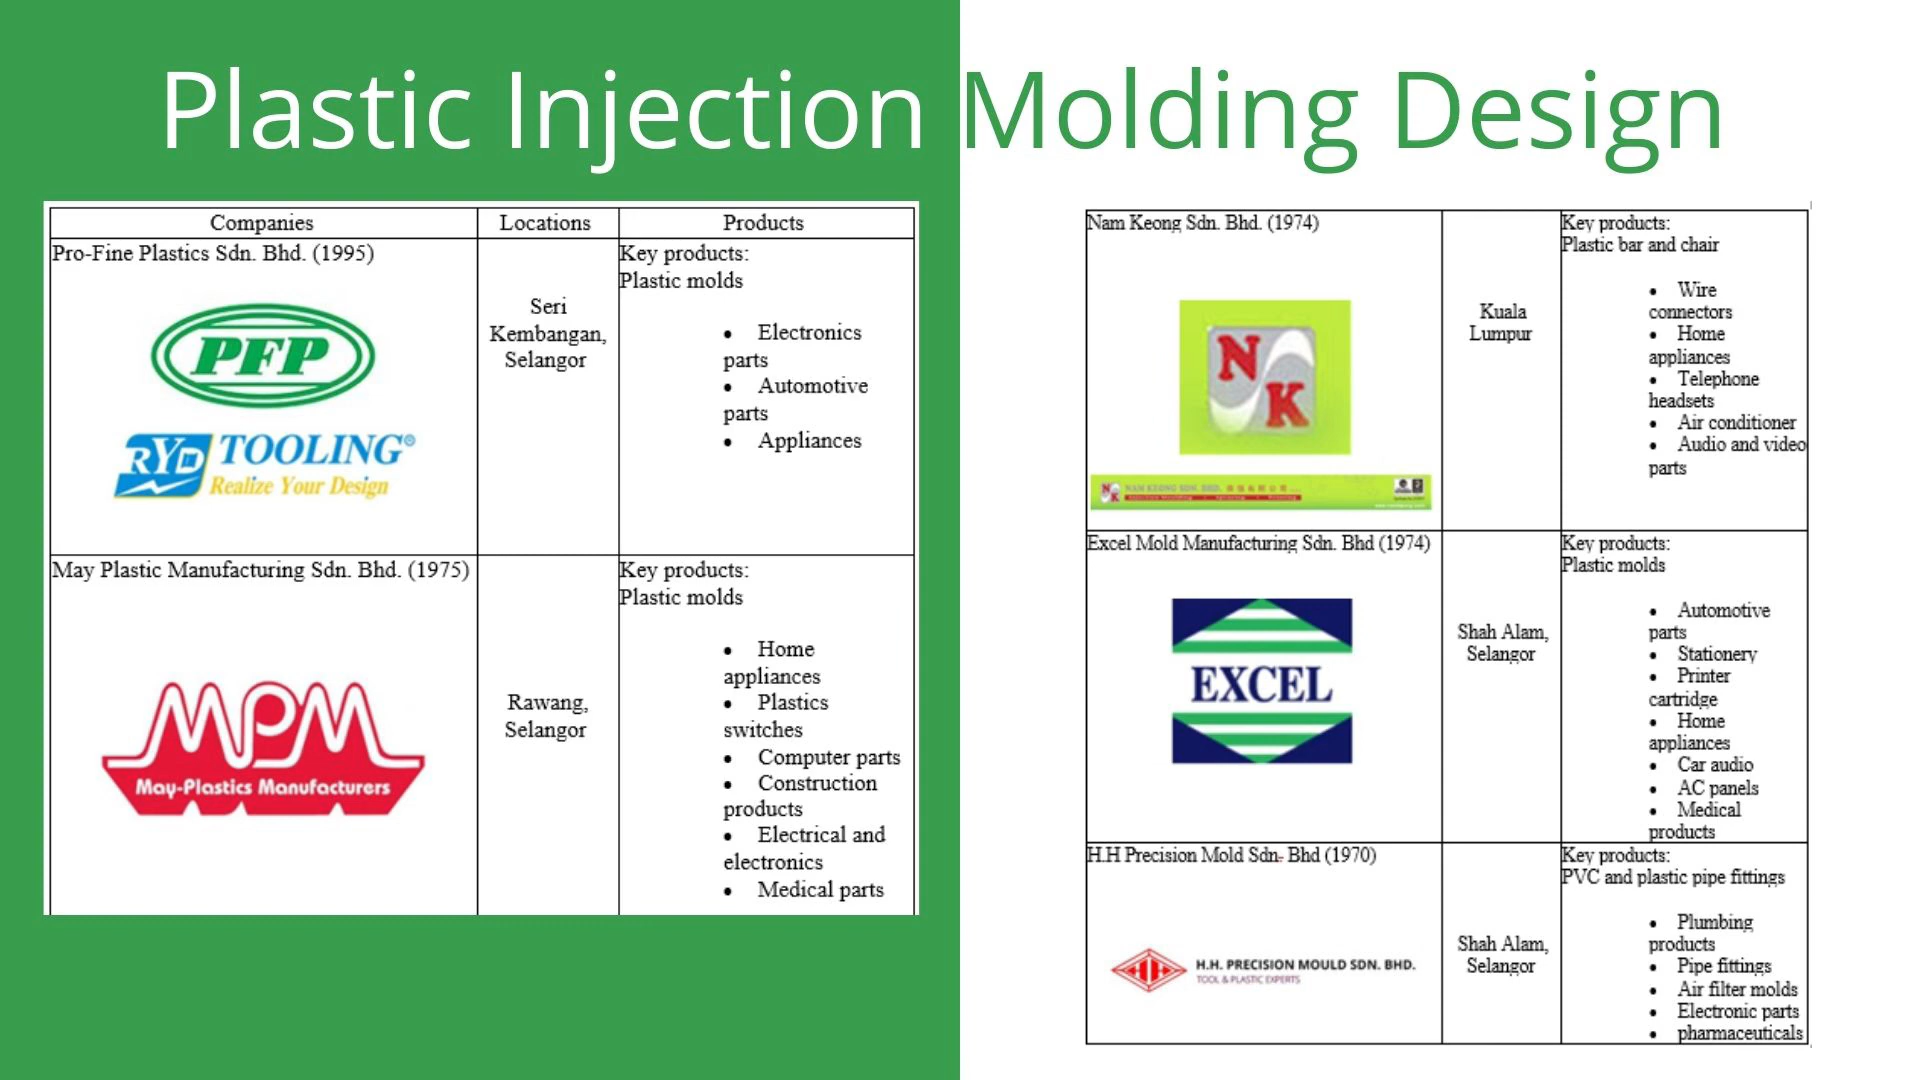 Plastic Injection Molding Design
Companies
Locations
Products
Pro-Fine Plastics Sdn. Bhd. (1995)
PFP
RYD TOOLING®
Realize Your Design
Seri
Kembangan,
Selangor
Key products:
Plastic molds
• Electronics
parts
• Automotive
parts
• Appliances
May Plastic Manufacturing Sdn. Bhd. (1975)
MPM
May-Plastics Manufacturers
Rawang,
Selangor
Key products:
Plastic molds
• Home
appliances
• Plastics
switches
• Computer parts
• Construction
products
• Electrical and
electronics
• Medical parts
Nam Keong Sdn. Bhd. (1974)
N
K
NK NAM KEONG SDN. BHD.
Kuala
Lumpur
Key products:
Plastic bar and chair
• Wire
connectors
• Home
appliances
• Telephone
headsets
• Air conditioner
• Audio and video
parts
Excel Mold Manufacturing Sdn. Bhd (1974)
EXCEL
Shah Alam,
Selangor
Key products:
Plastic molds
• Automotive
parts
• Stationery
• Printer
cartridge
• Home
appliances
• Car audio
• AC panels
• Medical
products
H.H Precision Mold Sdn. Bhd (1970)
H.H. PRECISION MOULD SDN. BHD.
TOOL & PLASTIC EXPERTS
Shah Alam,
Selangor
Key products:
PVC and plastic pipe fittings
• Plumbing
products
• Pipe fittings
• Air filter molds
• Electronic parts
• pharmaceuticals